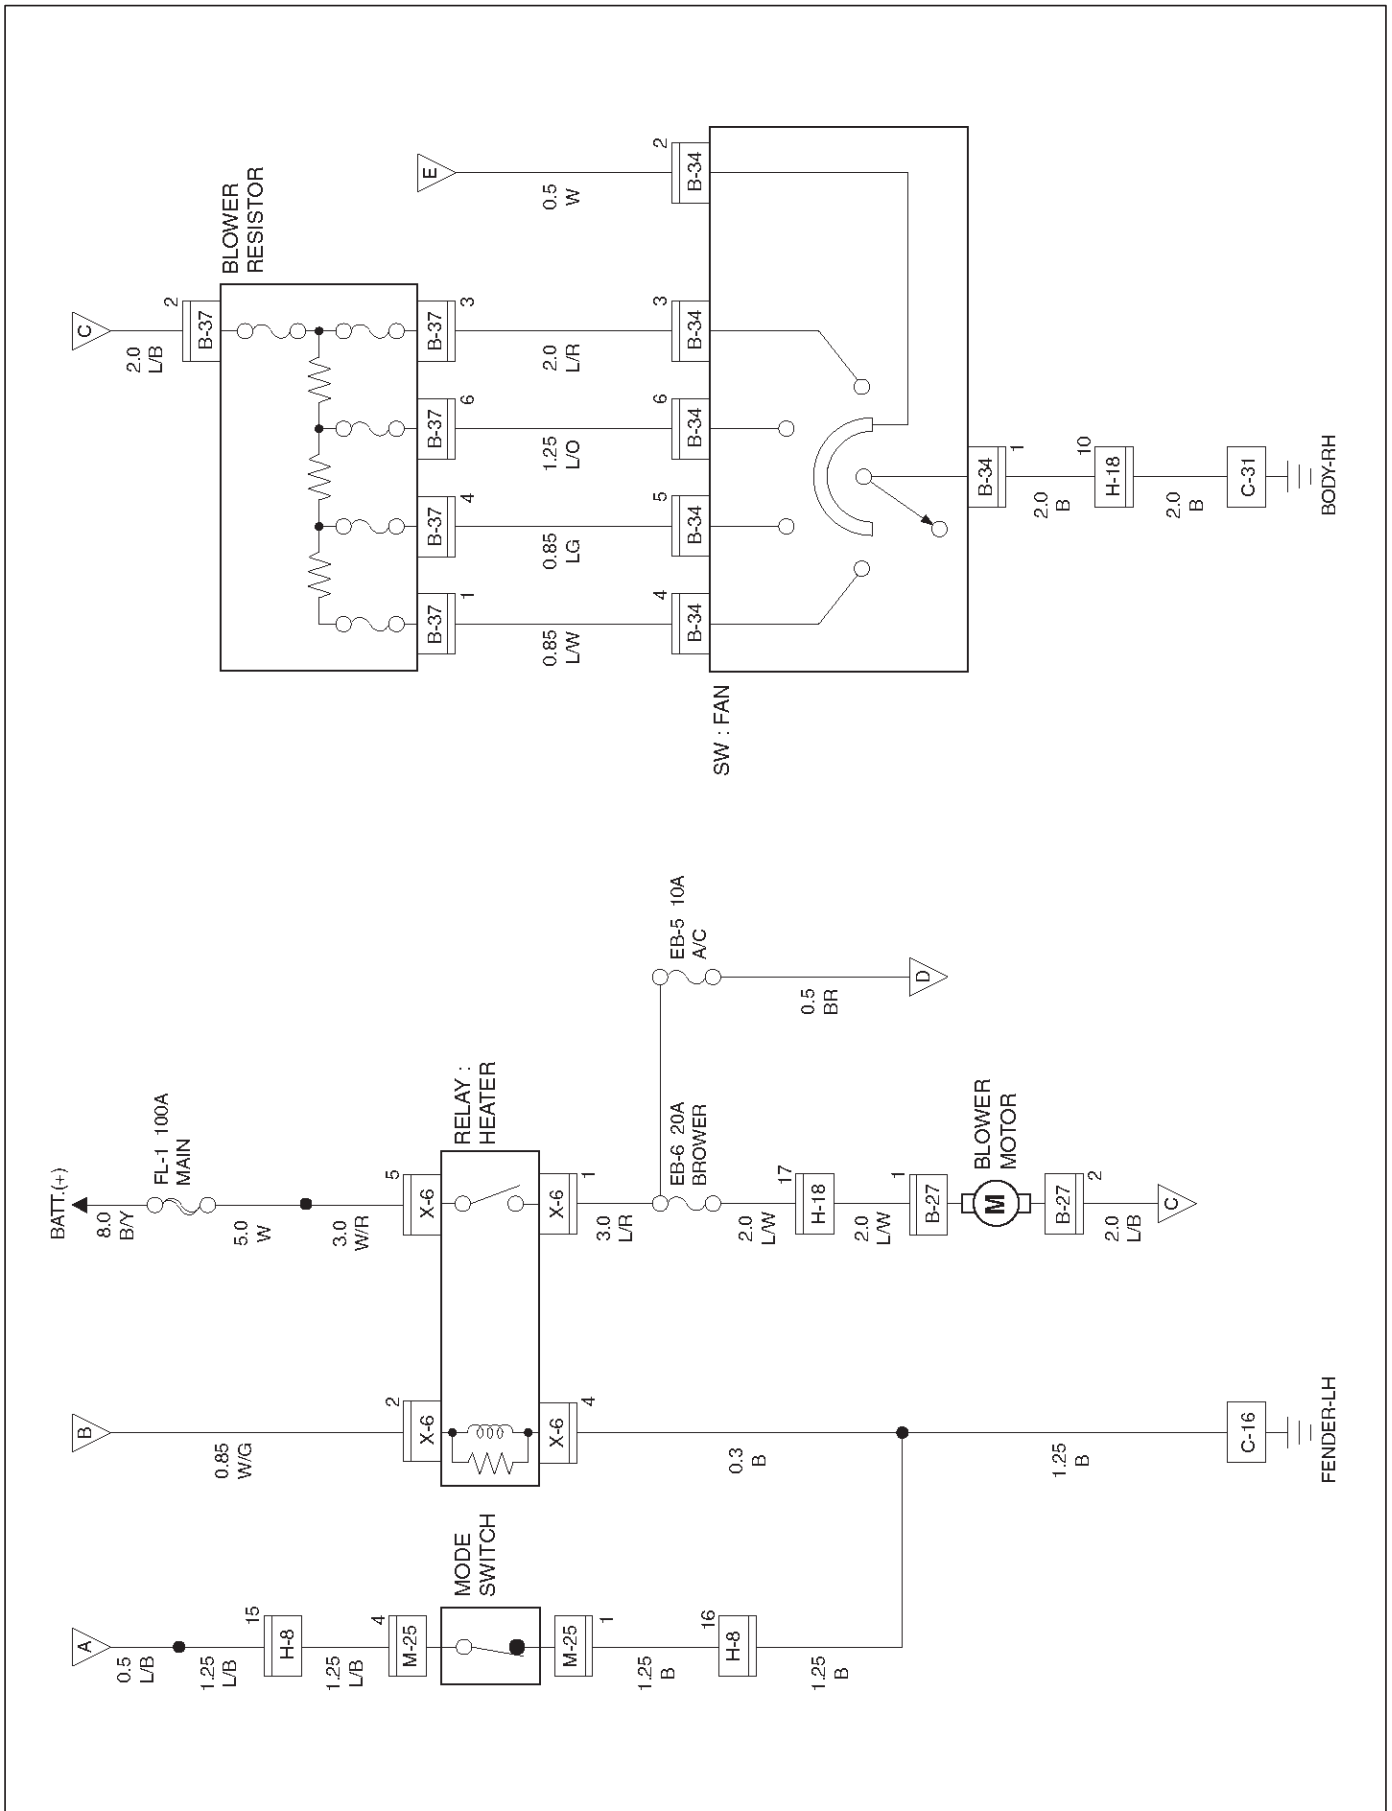 A
0.5
L/B
1.25
L/B
15
H-8
1.25
L/B
4
M-25
MODE
SWITCH
M-25
1
1.25
B
16
H-8
1.25
B
B
0.85
W/G
2
X-6
X-6
4
0.3
B
1.25
B
C-16
FENDER-LH
BATT.(+)
8.0
B/Y
FL-1 100A
MAIN
5.0
W
3.0
W/R
5
X-6
RELAY :
HEATER
X-6
1
3.0
L/R
EB-6 20A
BROWER
2.0
L/W
17
H-18
2.0
L/W
1
B-27
M
BLOWER
MOTOR
B-27
2
2.0
L/B
C
EB-5 10A
A/C
0.5
BR
D
C
2.0
L/B
2
B-37
BLOWER
RESISTOR
B-37
1
B-37
4
B-37
6
B-37
3
E
0.85
L/W
0.85
LG
1.25
L/O
2.0
L/R
0.5
W
4
B-34
5
B-34
6
B-34
3
B-34
2
B-34
SW : FAN
B-34
1
2.0
B
10
H-18
2.0
B
C-31
BODY-RH